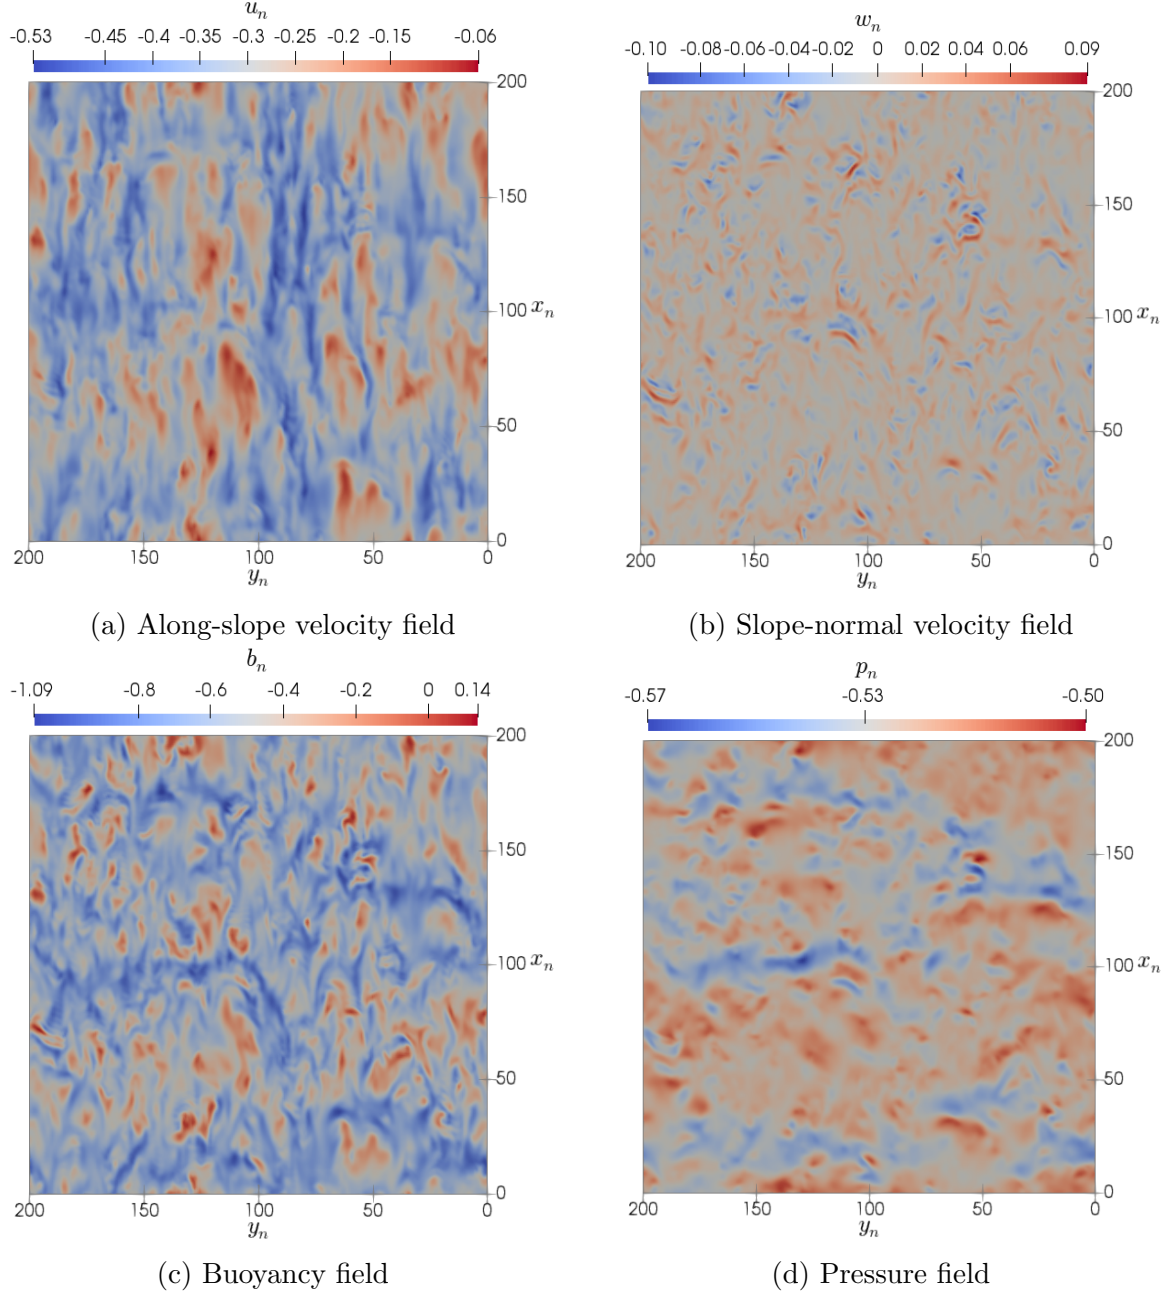 u_n
-0.53 -0.45 -0.4 -0.35 -0.3 -0.25 -0.2 -0.15 -0.06
200
150
100 x_n
50
0
200 150 100 50 0
y_n
(a) Along-slope velocity field
w_n
-0.10 -0.08 -0.06 -0.04 -0.02 0 0.02 0.04 0.06 0.09
200
150
100 x_n
50
0
200 150 100 50 0
y_n
(b) Slope-normal velocity field
b_n
-1.09 -0.8 -0.6 -0.4 -0.2 0 0.14
200
150
100 x_n
50
0
200 150 100 50 0
y_n
(c) Buoyancy field
p_n
-0.57 -0.53 -0.50
200
150
100 x_n
50
0
200 150 100 50 0
y_n
(d) Pressure field